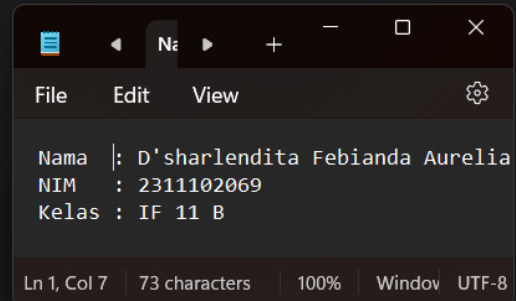 Na
File Edit View
Nama : D'sharlendita Febianda Aurelia
NIM : 2311102069
Kelas : IF 11 B
Ln 1, Col 7 73 characters 100% Window UTF-8